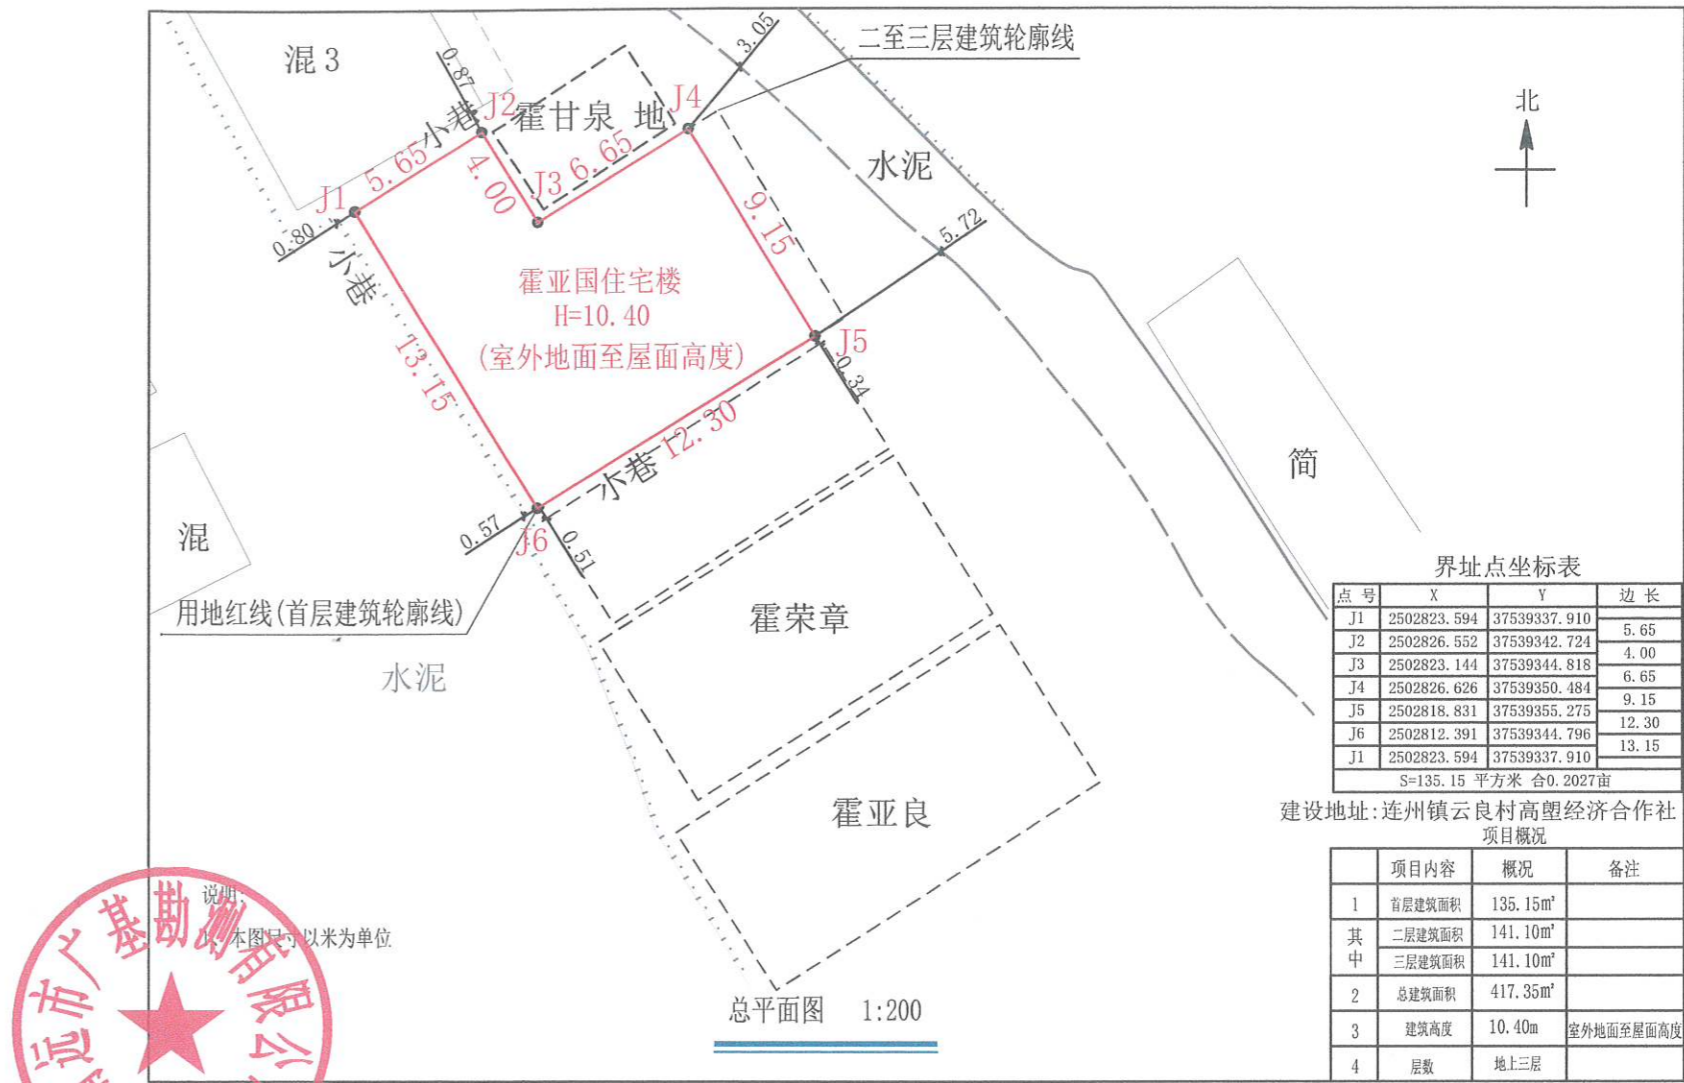 混3
0.87
3.05
二至三层建筑轮廓线
小巷
J2
霍甘泉 地
J4
北
5.65
4.00
J3
6.65
水泥
J1
0.80
小巷
9.15
5.72
霍亚国住宅楼
H=10.40
(室外地面至屋面高度)
J5
0.34
13.15
12.30
小巷
简
混
0.57
J6
0.51
用地红线(首层建筑轮廓线)
水泥
霍荣章
霍亚良
界址点坐标表
点 号 X Y 边 长
J1 2502823.594 37539337.910
5.65
J2 2502826.552 37539342.724
4.00
J3 2502823.144 37539344.818
6.65
J4 2502826.626 37539350.484
9.15
J5 2502818.831 37539355.275
12.30
J6 2502812.391 37539344.796
13.15
J1 2502823.594 37539337.910
S=135.15 平方米 合0.2027亩
建设地址:连州镇云良村高塱经济合作社
项目概况
项目内容 概况 备注
1 首层建筑面积 135.15m²
其中 二层建筑面积 141.10m²
三层建筑面积 141.10m²
2 总建筑面积 417.35m²
3 建筑高度 10.40m 室外地面至屋面高度
4 层数 地上三层
说明:
1、本图尺寸以米为单位
总平面图 1:200
远市广基勘测有限公